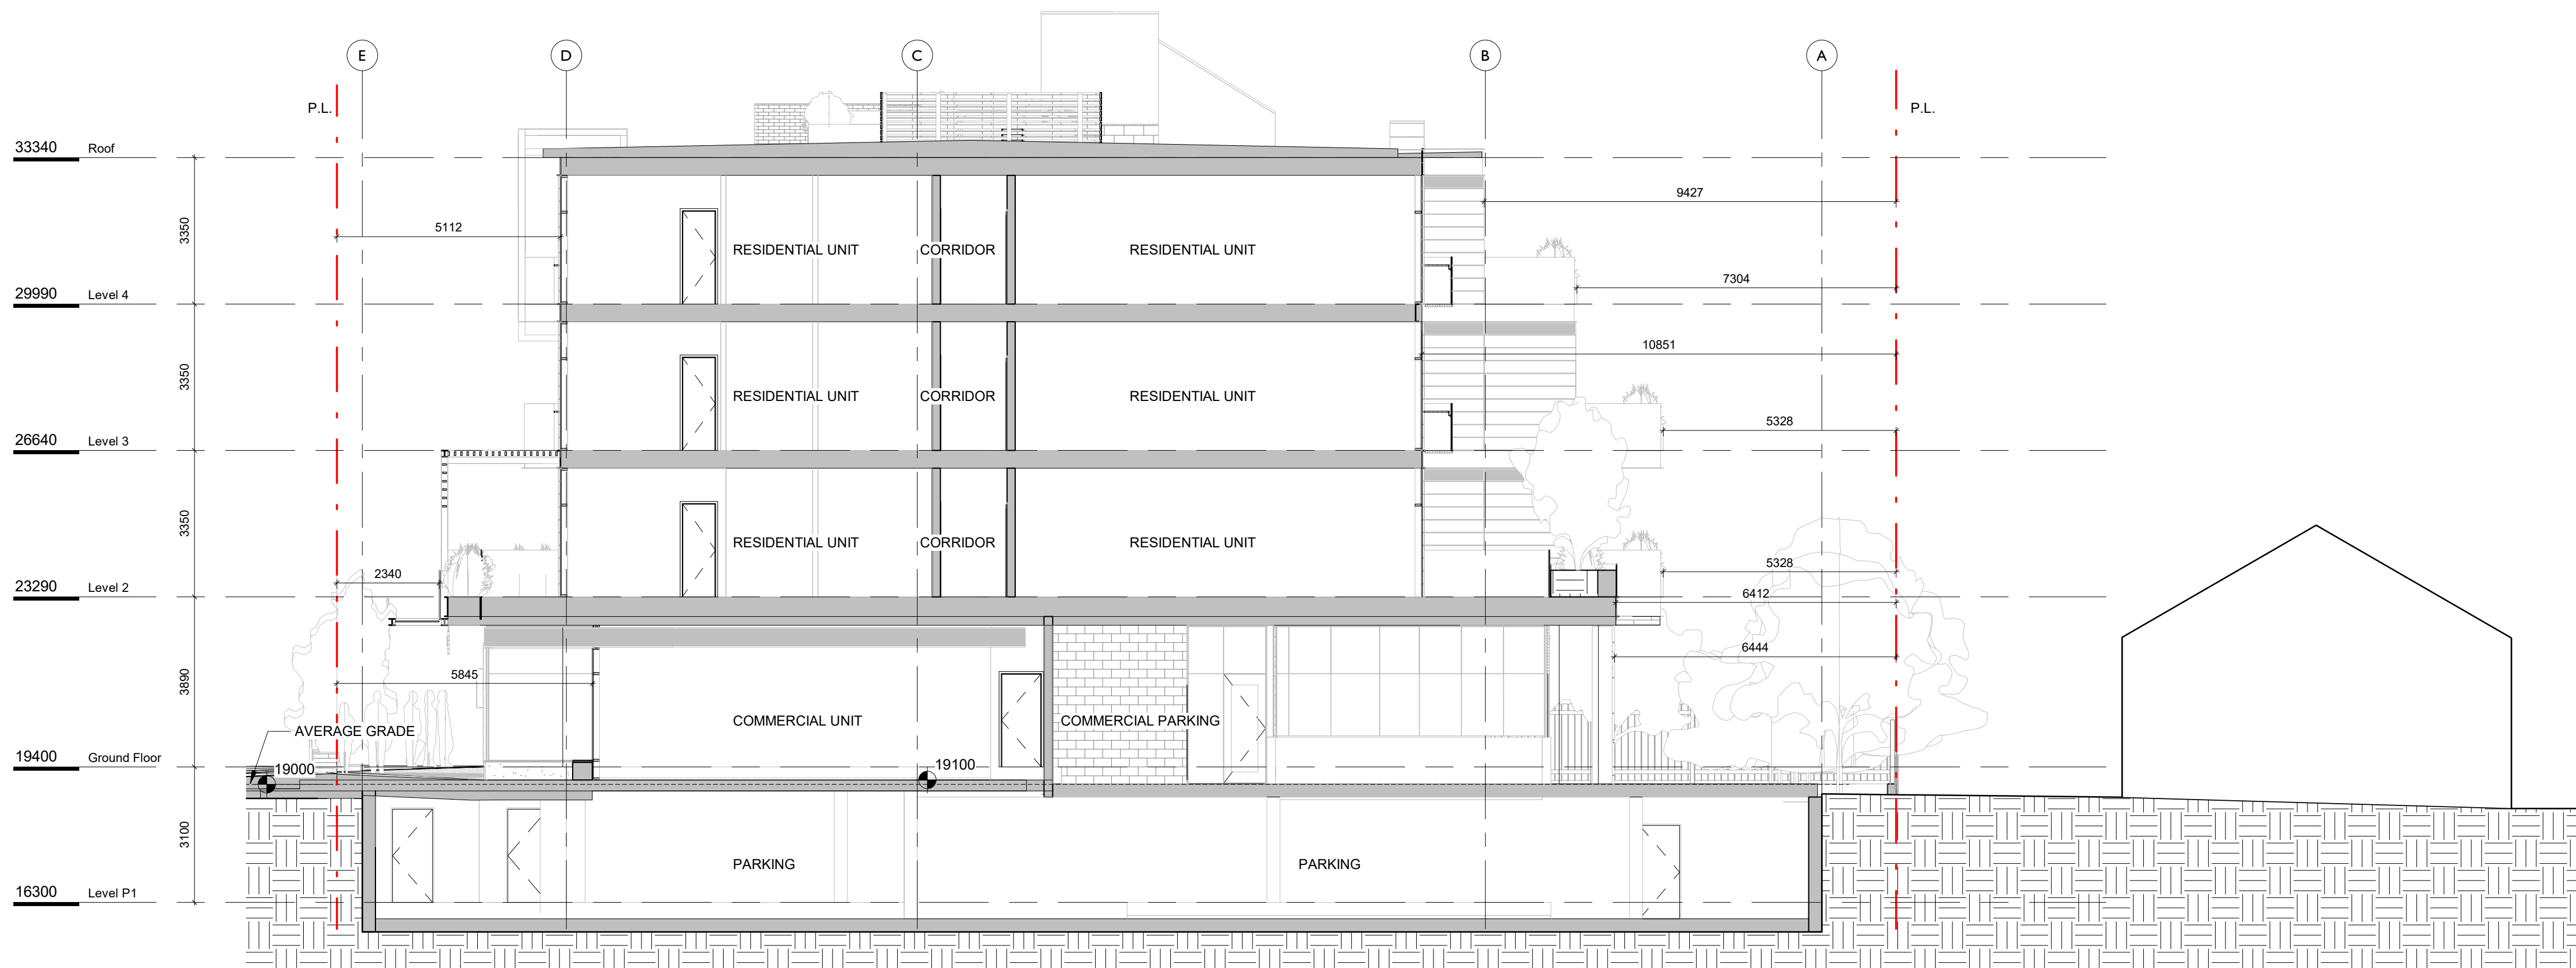 E
D
C
B
A
P.L.
P.L.
33340 Roof
9427
5112
3350
RESIDENTIAL UNIT
CORRIDOR
RESIDENTIAL UNIT
7304
29990 Level 4
10851
3350
RESIDENTIAL UNIT
CORRIDOR
RESIDENTIAL UNIT
5328
26640 Level 3
3350
RESIDENTIAL UNIT
CORRIDOR
RESIDENTIAL UNIT
5328
2340
23290 Level 2
6412
6444
5845
3890
COMMERCIAL UNIT
COMMERCIAL PARKING
AVERAGE GRADE
19400 Ground Floor
19000
19100
3100
PARKING
PARKING
16300 Level P1